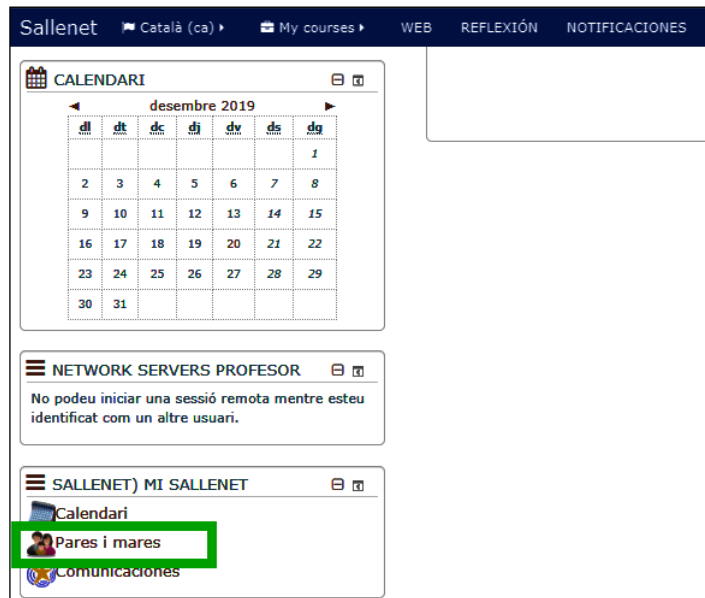 Sallenet Català (ca) My courses WEB REFLEXIÓN NOTIFICACIONES
CALENDARI
desembre 2019
dl dt dc dj dv ds dg
1
2 3 4 5 6 7 8
9 10 11 12 13 14 15
16 17 18 19 20 21 22
23 24 25 26 27 28 29
30 31
NETWORK SERVERS PROFESOR
No podeu iniciar una sessió remota mentre esteu
identificat com un altre usuari.
SALLENET) MI SALLENET
Calendari
Pares i mares
Comunicaciones